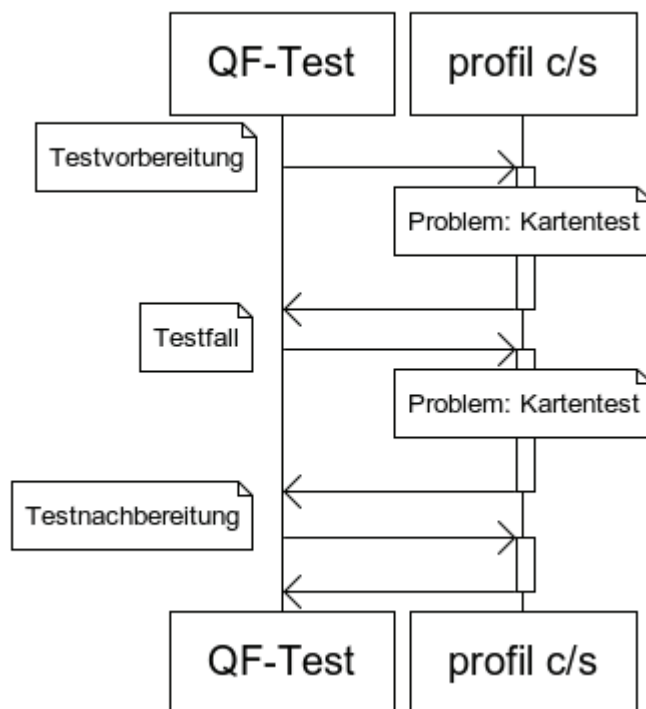 QF-Test
profil c/s
Testvorbereitung
Problem: Kartentest
Testfall
Problem: Kartentest
Testnachbereitung
QF-Test
profil c/s